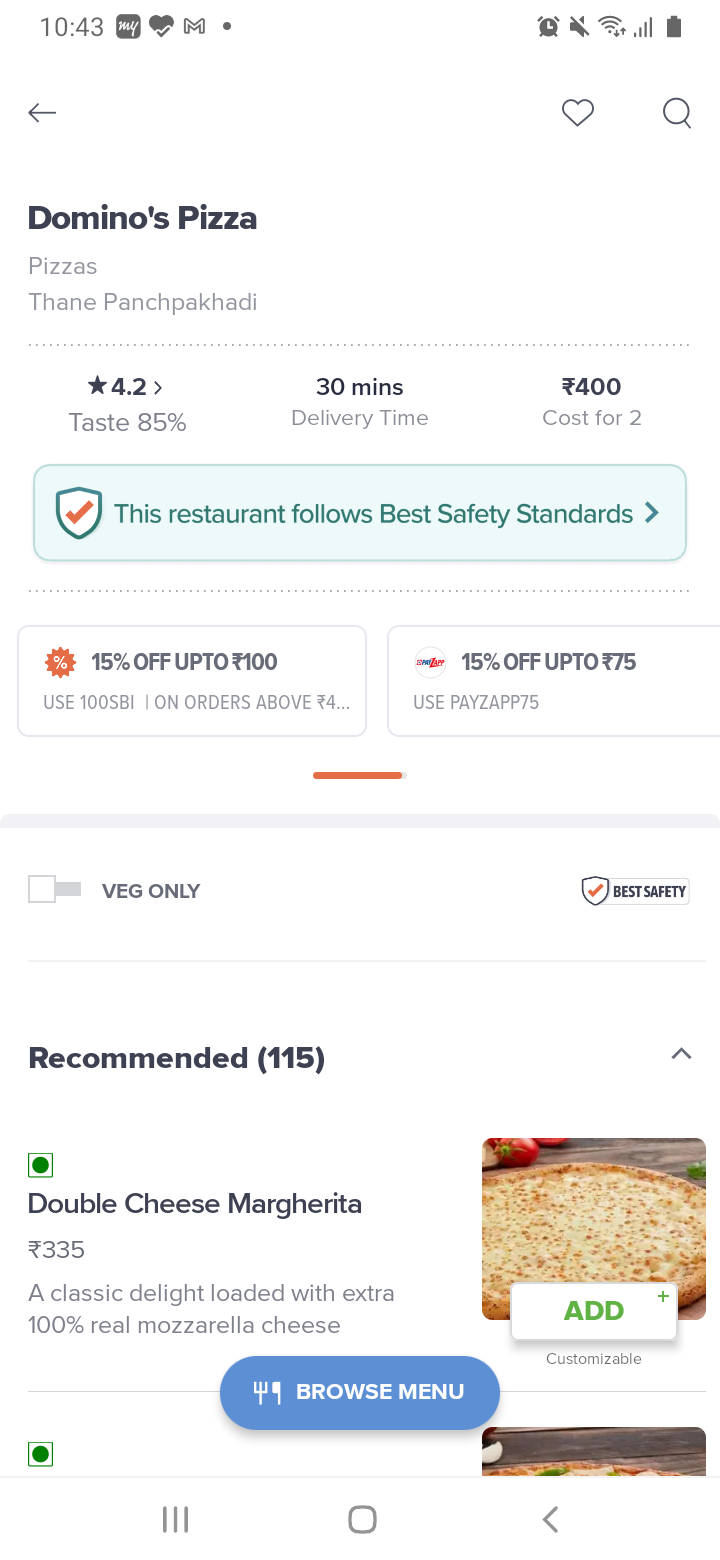 10:43
my
Domino's Pizza
Pizzas
Thane Panchpakhadi
4.2
30 mins
₹400
Taste 85%
Delivery Time
Cost for 2
This restaurant follows Best Safety Standards
% 15% OFF UPTO ₹100
PAYZAPP 15% OFF UPTO ₹75
USE 100SBI | ON ORDERS ABOVE ₹4...
USE PAYZAPP75
VEG ONLY
BEST SAFETY
Recommended (115)
Double Cheese Margherita
₹335
A classic delight loaded with extra
100% real mozzarella cheese
ADD +
Customizable
BROWSE MENU